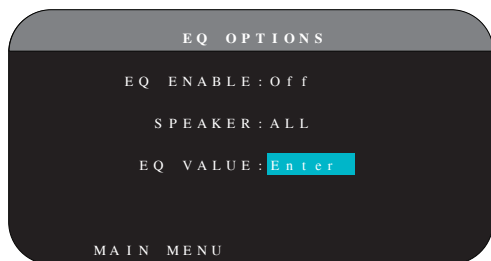 EQ OPTIONS
EQ ENABLE:Off
SPEAKER:ALL
EQ VALUE:Enter
MAIN MENU